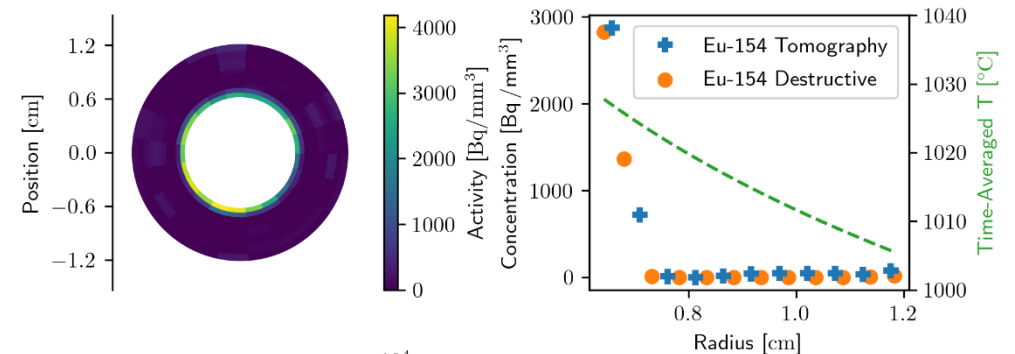 1.2
0.6
0.0
−0.6
−1.2
Position [cm]
4000
3000
2000
1000
0
Activity [Bq/mm³]
3000
2000
1000
0
Concentration [Bq/mm³]
Eu-154 Tomography
Eu-154 Destructive
1040
1030
1020
1010
1000
Time-Averaged T [°C]
0.8 1.0 1.2
Radius [cm]